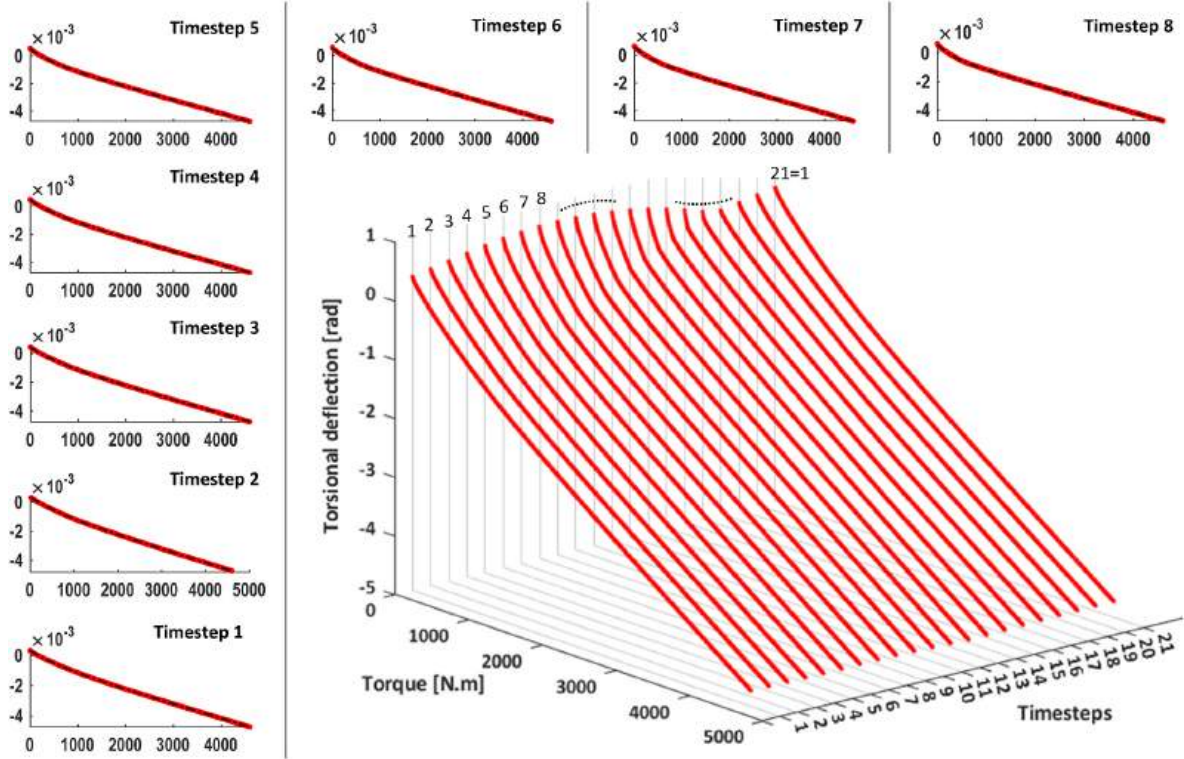 Timestep 5
×10⁻³
0
-2
-4
0 1000 2000 3000 4000
Timestep 6
×10⁻³
0
-2
-4
0 1000 2000 3000 4000
Timestep 7
×10⁻³
0
-2
-4
0 1000 2000 3000 4000
Timestep 8
×10⁻³
0
-2
-4
0 1000 2000 3000 4000
Timestep 4
×10⁻³
0
-2
-4
0 1000 2000 3000 4000
Timestep 3
×10⁻³
0
-2
-4
0 1000 2000 3000 4000
Timestep 2
×10⁻³
0
-2
-4
0 1000 2000 3000 4000 5000
Timestep 1
×10⁻³
0
-2
-4
0 1000 2000 3000 4000
1 2 3 4 5 6 7 8 21=1
Torsional deflection [rad]
1
0
-1
-2
-3
-4
-5
0 1000 2000 3000 4000 5000
Torque [N.m]
1 2 3 4 5 6 7 8 9 10 11 12 13 14 15 16 17 18 19 20 21
Timesteps